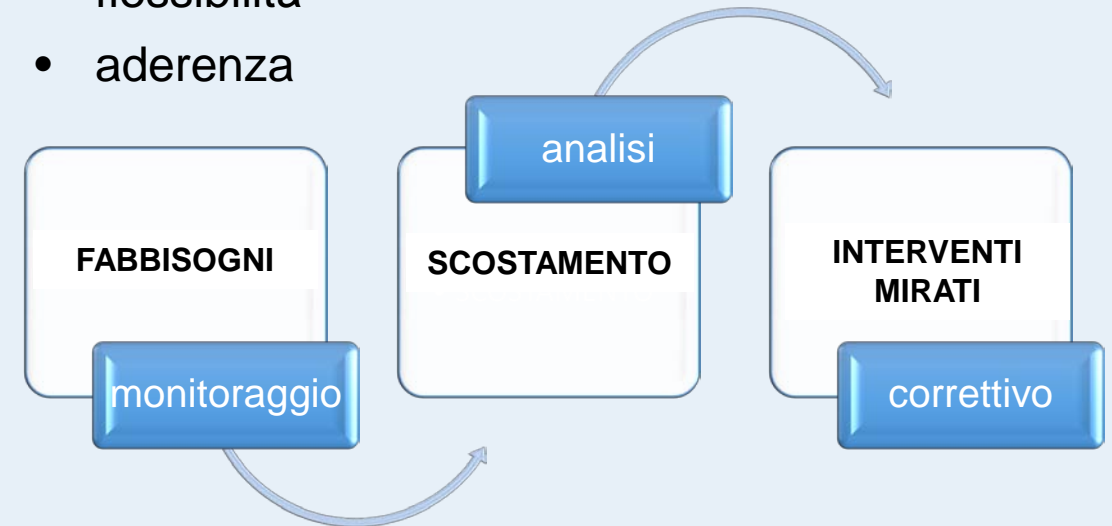 • aderenza
analisi
FABBISOGNI
SCOSTAMENTO
INTERVENTI
MIRATI
monitoraggio
correttivo